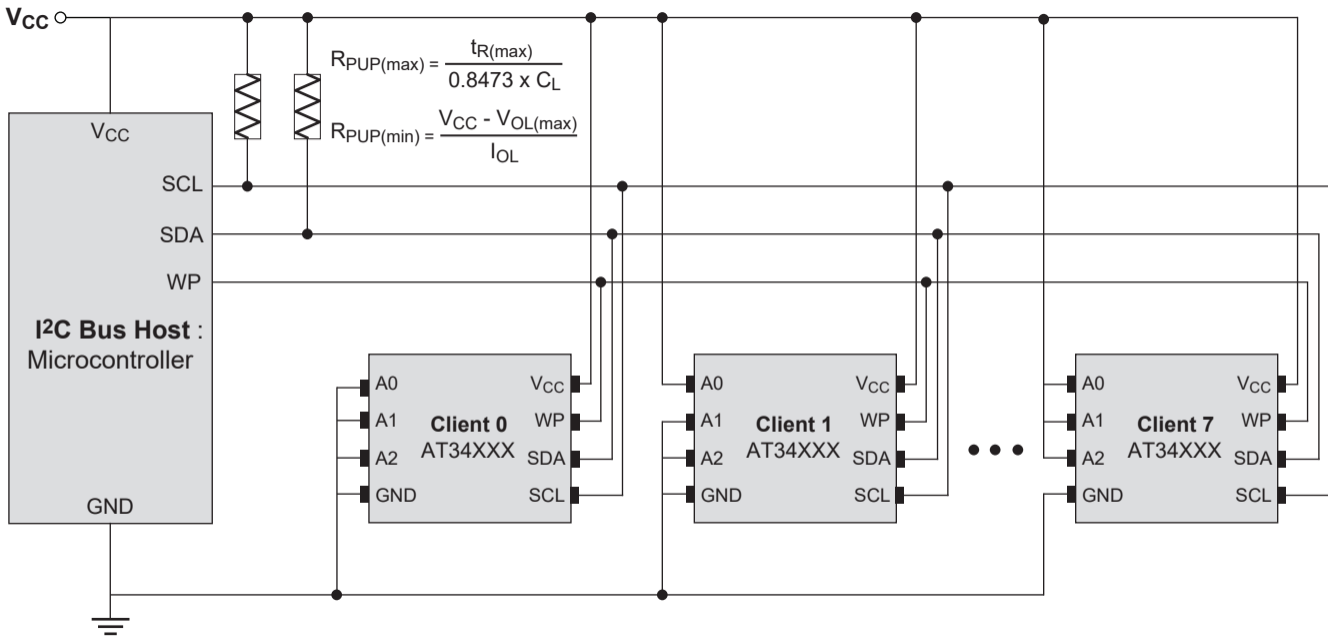 VCC
RPUP(max) = tR(max)
0.8473 x CL
RPUP(min) = VCC - VOL(max)
IOL
VCC
SCL
SDA
WP
I2C Bus Host :
Microcontroller
GND
A0
A1
A2
GND
Client 0
AT34XXX
VCC
WP
SDA
SCL
A0
A1
A2
GND
Client 1
AT34XXX
VCC
WP
SDA
SCL
A0
A1
A2
GND
Client 7
AT34XXX
VCC
WP
SDA
SCL